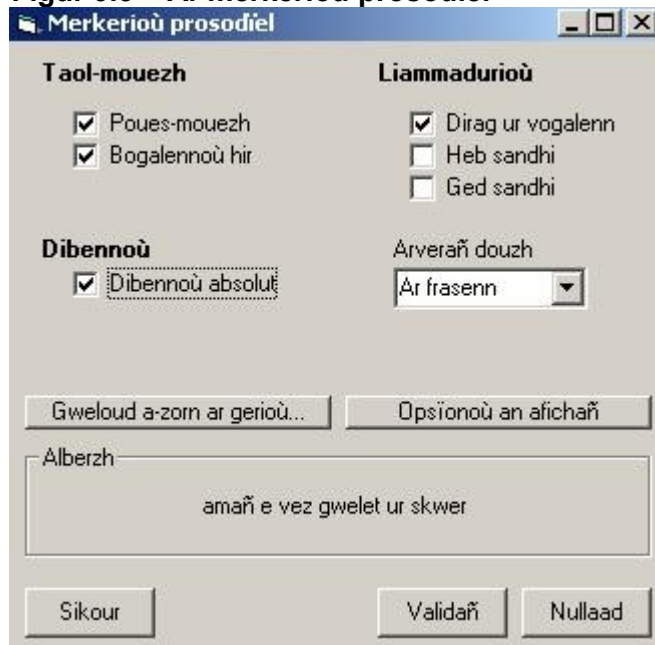 Merkerioù prosodïel
Taol-mouezh
Liammadurioù
Poues-mouezh
Bogalennoù hir
Dirag ur vogalenn
Heb sandhi
Ged sandhi
Dibennoù
Dibennoù absolut
Arverañ douzh
Ar frasenn
Gweloud a-zorn ar gerioù...
Opsïonoù an afichañ
Alberzh
amañ e vez gwelet ur skwer
Sikour
Validañ
Nullaad